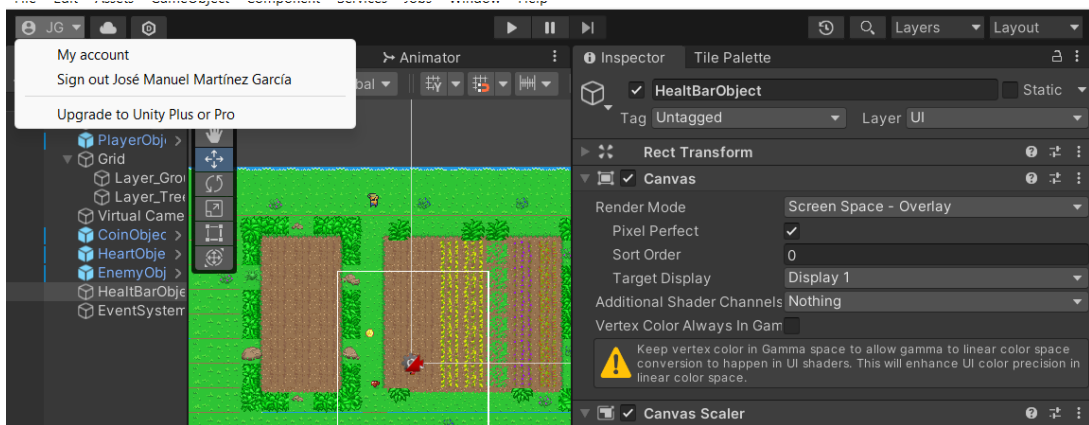 JG
Layers
Layout
My account
Sign out José Manuel Martínez García
Upgrade to Unity Plus or Pro
Animator
bal
PlayerObj
Grid
Layer_Grou
Layer_Tree
Virtual Came
CoinObjec
HeartObje
EnemyObj
HealtBarObje
EventSystem
Inspector
Tile Palette
HealtBarObject
Static
Tag Untagged
Layer UI
Rect Transform
Canvas
Render Mode
Screen Space - Overlay
Pixel Perfect
Sort Order
0
Target Display
Display 1
Additional Shader Channels
Nothing
Vertex Color Always In Gam
Keep vertex color in Gamma space to allow gamma to linear color space
conversion to happen in UI shaders. This will enhance UI color precision in
linear color space.
Canvas Scaler